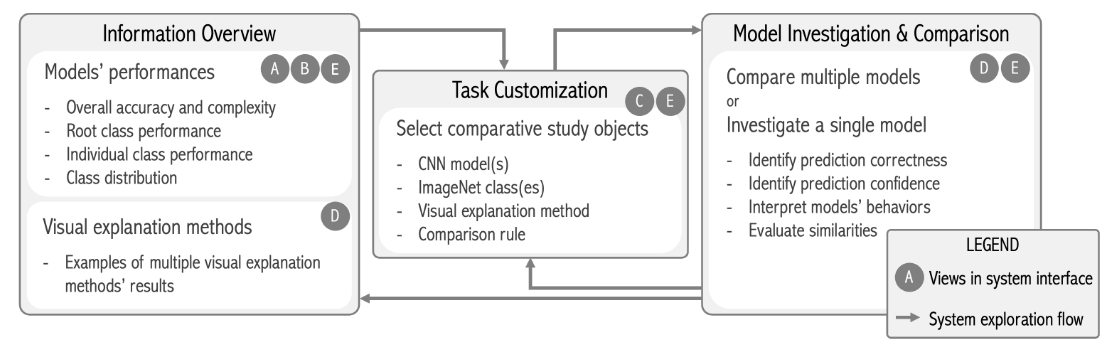 Information Overview
Models' performances
A B E
- Overall accuracy and complexity
- Root class performance
- Individual class performance
- Class distribution
D
Visual explanation methods
- Examples of multiple visual explanation
methods' results
Task Customization
C E
Select comparative study objects
- CNN model(s)
- ImageNet class(es)
- Visual explanation method
- Comparison rule
Model Investigation & Comparison
D E
Compare multiple models
or
Investigate a single model
- Identify prediction correctness
- Identify prediction confidence
- Interpret models' behaviors
- Evaluate similarities
LEGEND
A Views in system interface
System exploration flow